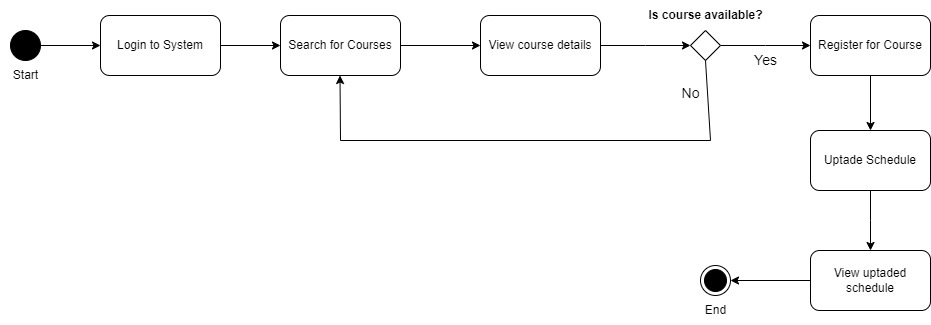 Is course available?
Start
Login to System
Search for Courses
View course details
Yes
No
Register for Course
Uptade Schedule
View uptaded
schedule
End